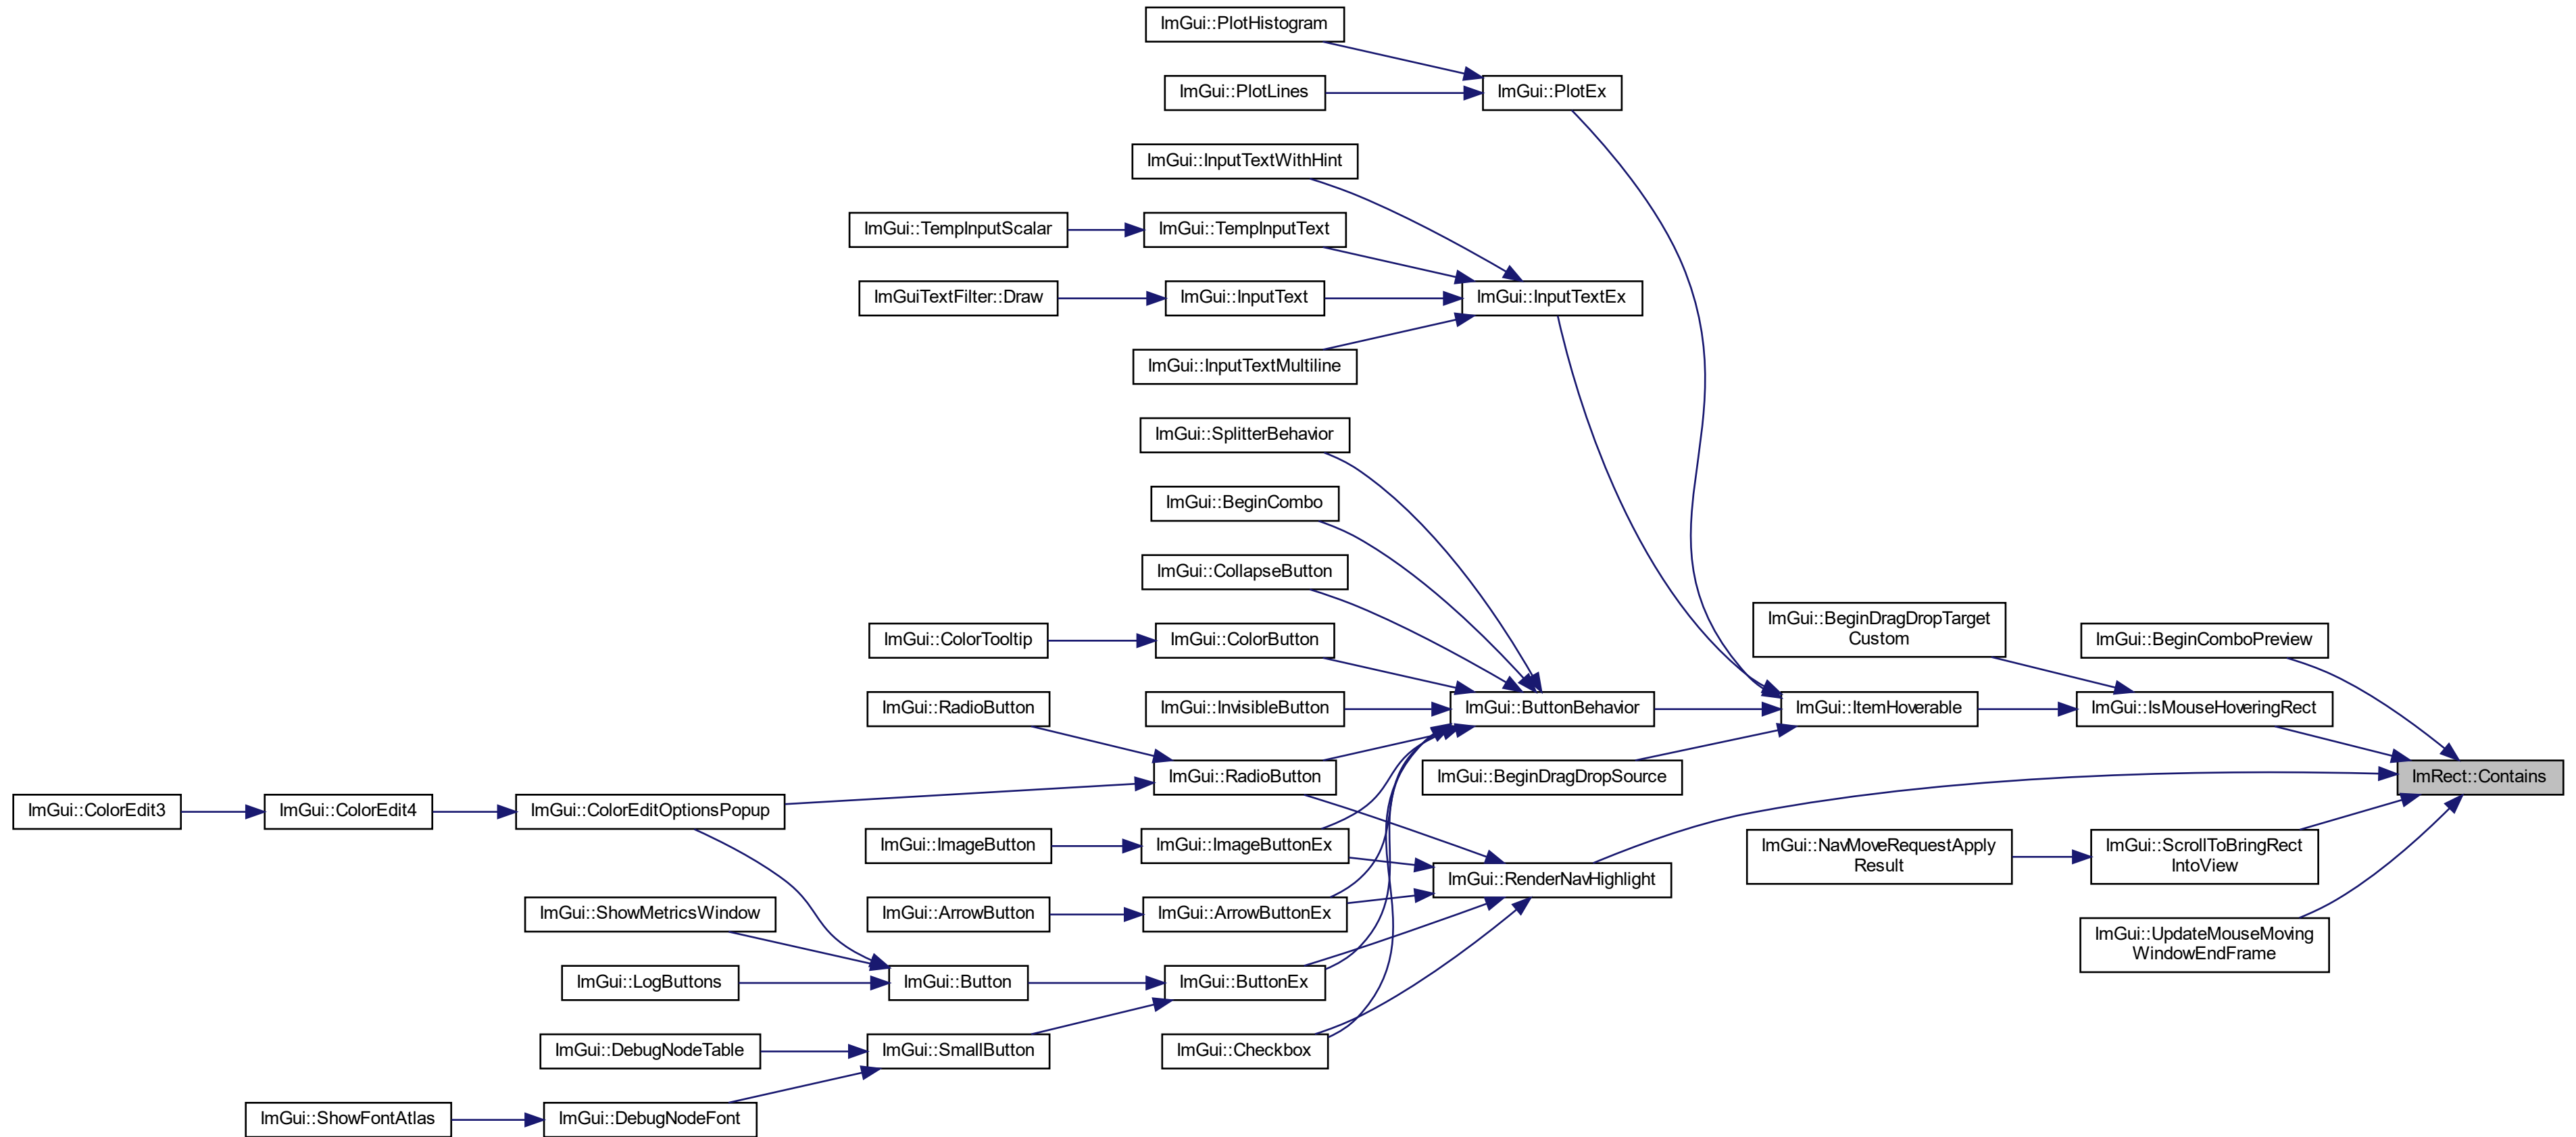 ImGui::PlotHistogram
ImGui::PlotLines
ImGui::PlotEx
ImGui::InputTextWithHint
ImGui::TempInputScalar
ImGui::TempInputText
ImGuiTextFilter::Draw
ImGui::InputText
ImGui::InputTextEx
ImGui::InputTextMultiline
ImGui::SplitterBehavior
ImGui::BeginCombo
ImGui::CollapseButton
ImGui::ColorTooltip
ImGui::ColorButton
ImGui::BeginDragDropTarget
Custom
ImGui::BeginComboPreview
ImGui::RadioButton
ImGui::InvisibleButton
ImGui::ButtonBehavior
ImGui::ItemHoverable
ImGui::IsMouseHoveringRect
ImGui::RadioButton
ImGui::BeginDragDropSource
ImRect::Contains
ImGui::ColorEdit3
ImGui::ColorEdit4
ImGui::ColorEditOptionsPopup
ImGui::ImageButton
ImGui::ImageButtonEx
ImGui::NavMoveRequestApply
Result
ImGui::ScrollToBringRect
IntoView
ImGui::RenderNavHighlight
ImGui::ShowMetricsWindow
ImGui::ArrowButton
ImGui::ArrowButtonEx
ImGui::UpdateMouseMoving
WindowEndFrame
ImGui::LogButtons
ImGui::Button
ImGui::ButtonEx
ImGui::DebugNodeTable
ImGui::SmallButton
ImGui::Checkbox
ImGui::ShowFontAtlas
ImGui::DebugNodeFont